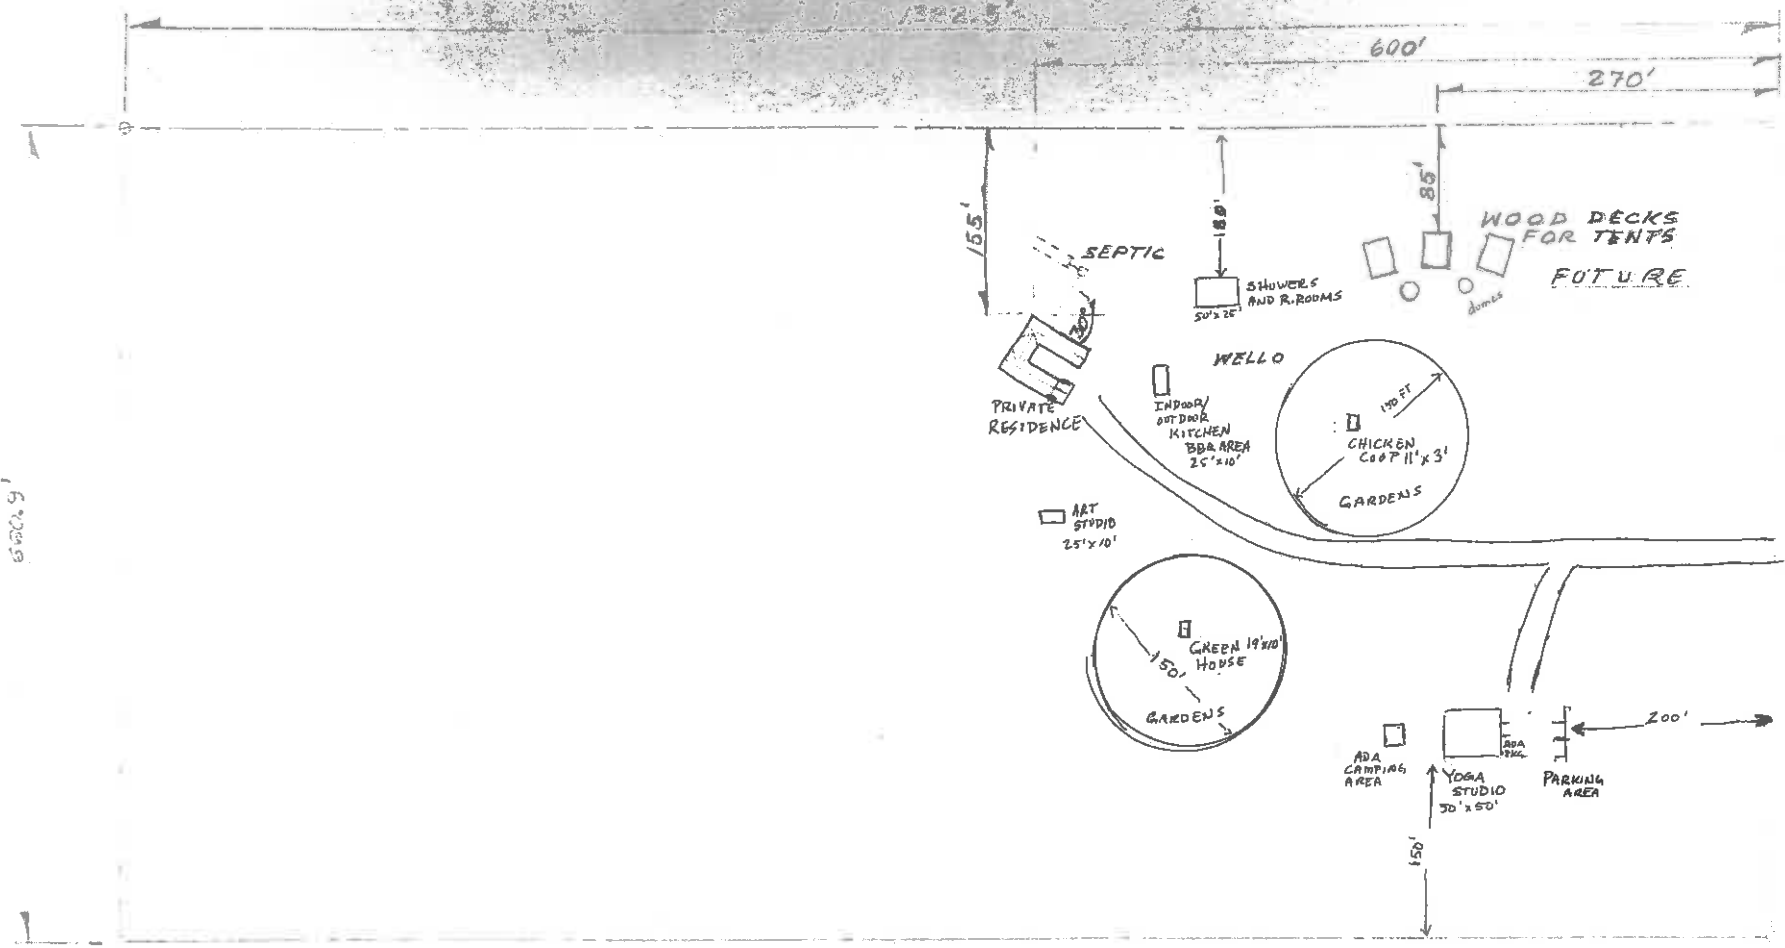 600'
270'
155'
180'
85'
WOOD DECKS
FOR TENTS
FUTURE
domes
SEPTIC
30°
SHOWERS
AND R.ROOMS
50'x25'
WELL O
PRIVATE
RESIDENCE
INDOOR/
OUTDOOR
KITCHEN
BBQ AREA
25'x10'
150 FT
CHICKEN
COOP 11'x3'
GARDENS
ART
STUDIO
25'x10'
GREEN 19'x10'
HOUSE
150'
GARDENS
200'
ADA
CAMPING
AREA
YOGA
STUDIO
50'x50'
ADA
PKG
PARKING
AREA
150'